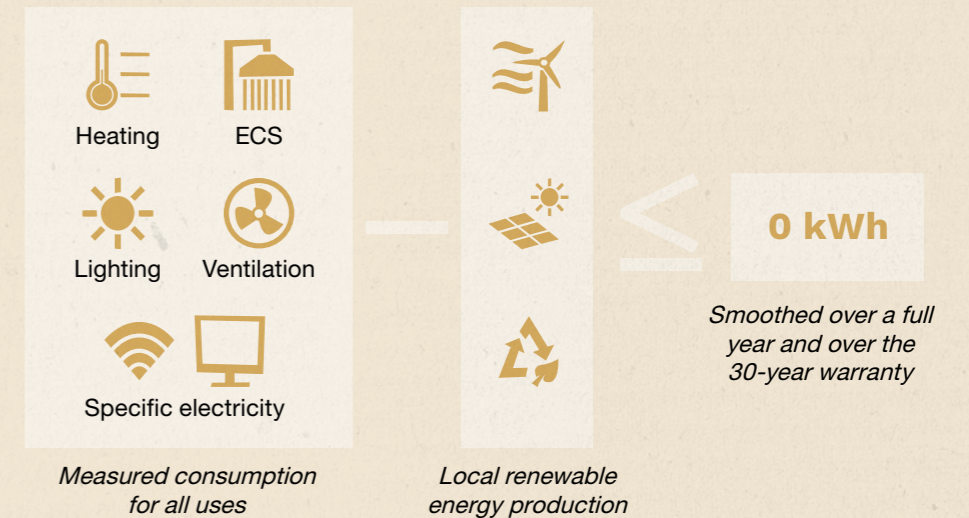 Heating
ECS
Lighting
Ventilation
Specific electricity
Measured consumption
for all uses
Local renewable
energy production
− ≤
0 kWh
Smoothed over a full
year and over the
30-year warranty